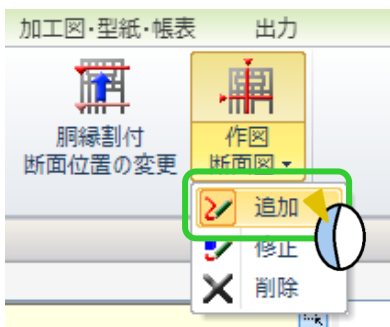 加工図・型紙・帳表 出力
胴縁割付
断面位置の変更
作図
断面図
追加
修正
削除